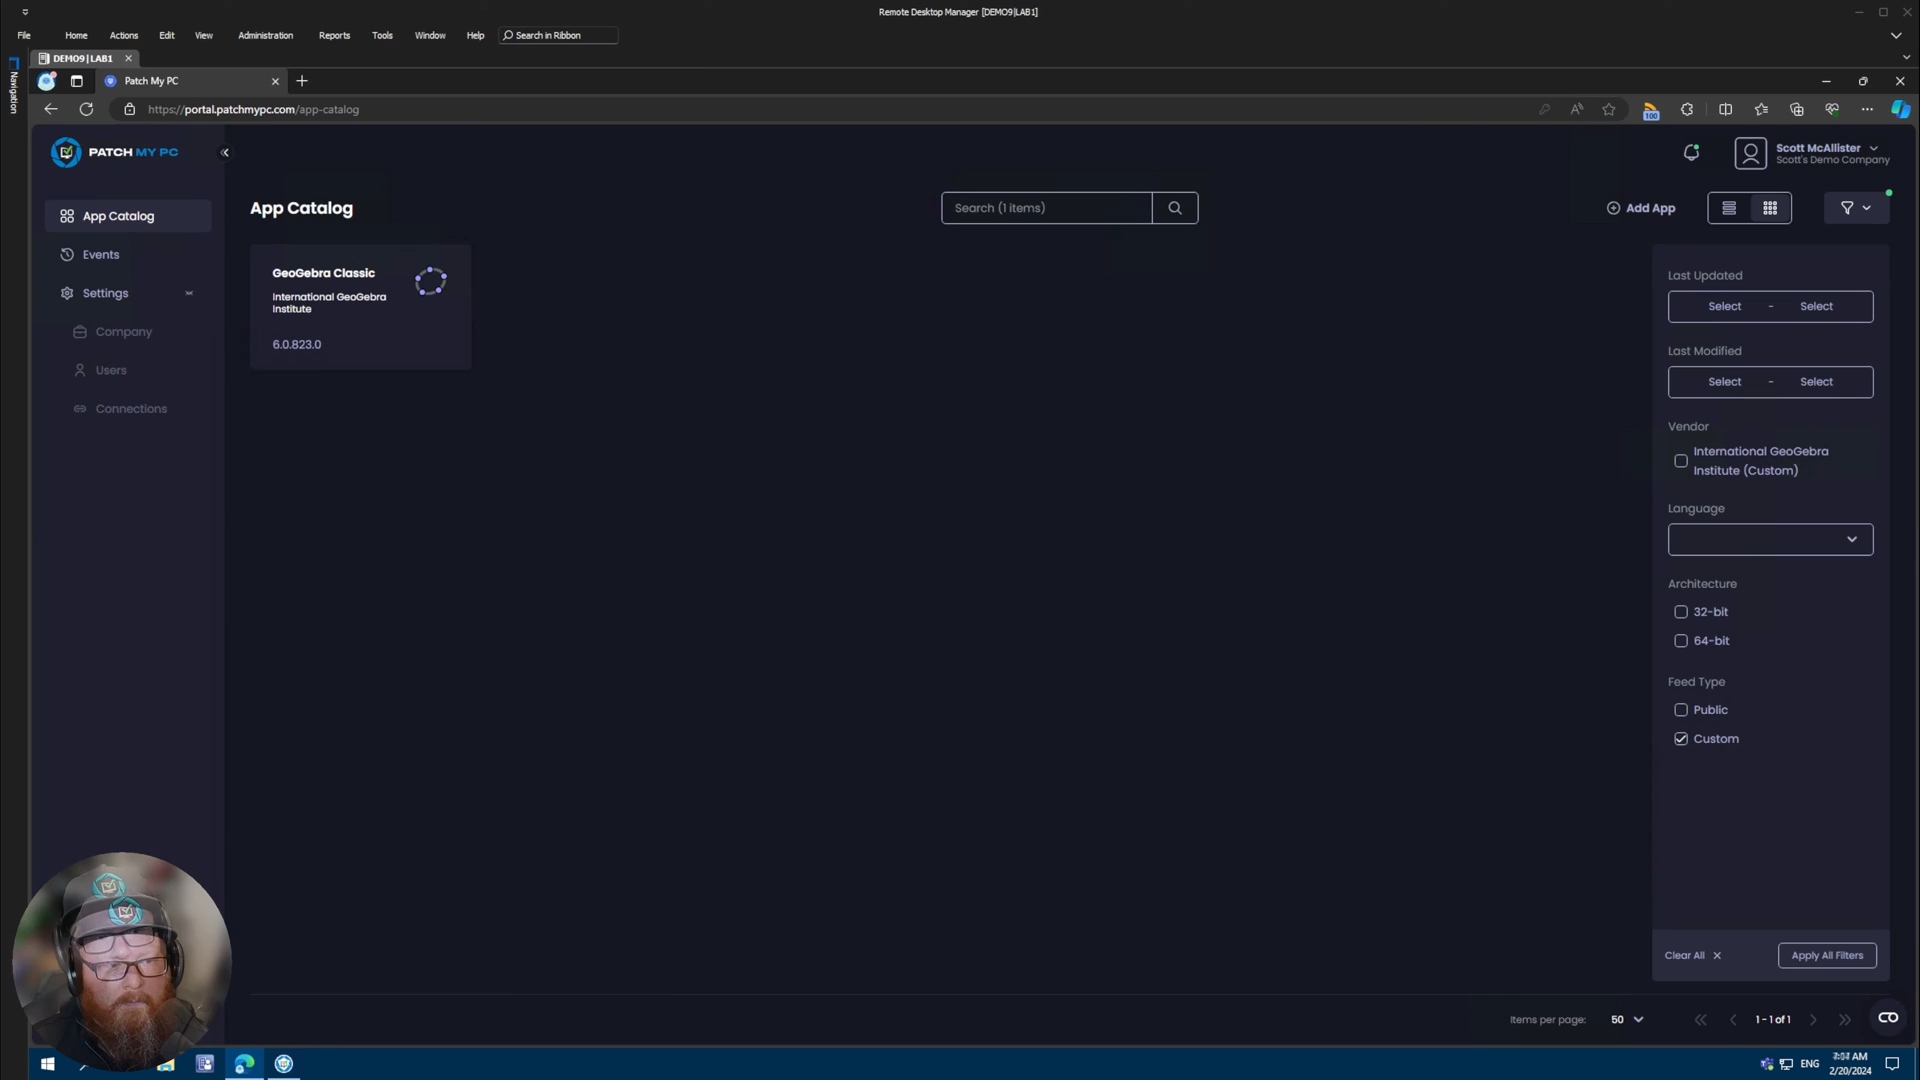 Remote Desktop Manager [DEMO9|LAB1]
File Home Actions Edit View Administration Reports Tools Window Help Search in Ribbon
DEMO9|LAB1
Navigation
Patch My PC
https://portal.patchmypc.com/app-catalog
100
PATCH MY PC
Scott McAllister
Scott's Demo Company
App Catalog
Events
Settings
Company
Users
Connections
App Catalog
Search (1 items)
Add App
GeoGebra Classic
International GeoGebra
Institute
6.0.823.0
Last Updated
Select - Select
Last Modified
Select - Select
Vendor
International GeoGebra
Institute (Custom)
Language
Architecture
32-bit
64-bit
Feed Type
Public
Custom
Clear All
Apply All Filters
Items per page: 50 1 - 1 of 1
ENG
AM
2/20/2024